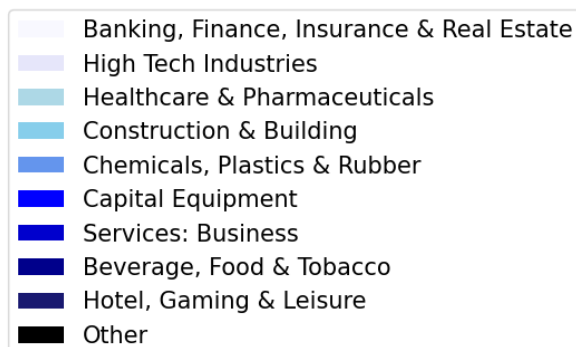 Banking, Finance, Insurance & Real Estate
High Tech Industries
Healthcare & Pharmaceuticals
Construction & Building
Chemicals, Plastics & Rubber
Capital Equipment
Services: Business
Beverage, Food & Tobacco
Hotel, Gaming & Leisure
Other